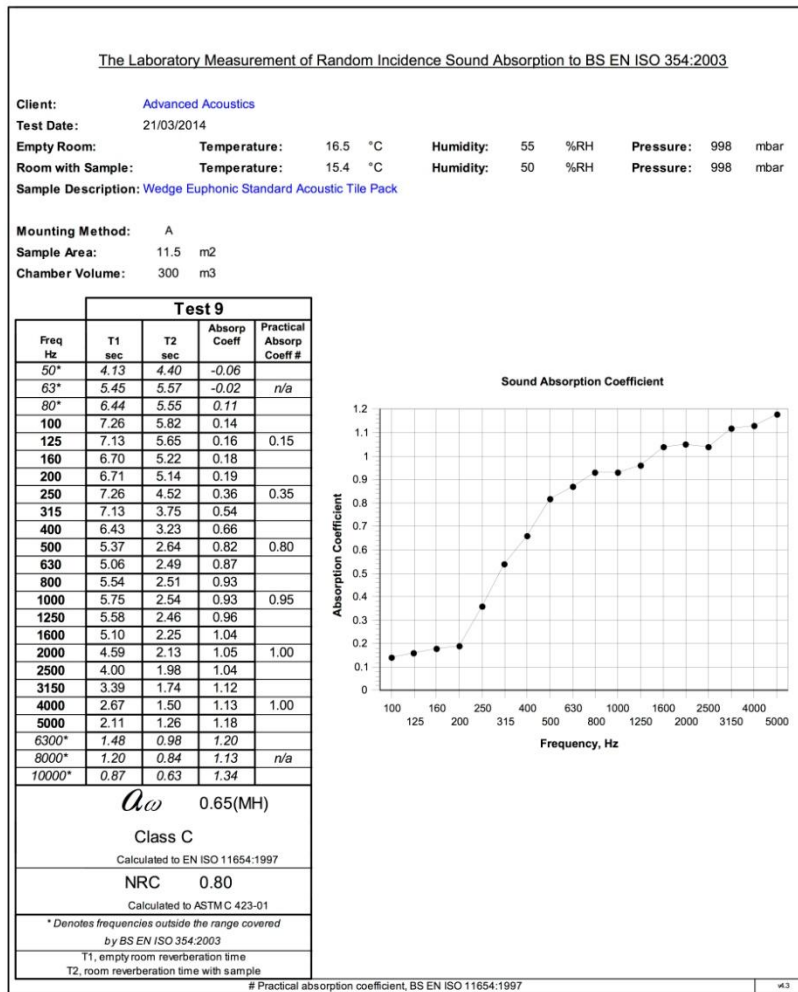 The Laboratory Measurement of Random Incidence Sound Absorption to BS EN ISO 354:2003
Client: Advanced Acoustics
Test Date: 21/03/2014
Empty Room: Temperature: 16.5 °C Humidity: 55 %RH Pressure: 998 mbar
Room with Sample: Temperature: 15.4 °C Humidity: 50 %RH Pressure: 998 mbar
Sample Description: Wedge Euphonic Standard Acoustic Tile Pack
Mounting Method: A
Sample Area: 11.5 m2
Chamber Volume: 300 m3
Test 9
Freq Hz T1 sec T2 sec Absorp Coeff Practical Absorp Coeff #
50* 4.13 4.40 -0.06
63* 5.45 5.57 -0.02 n/a
80* 6.44 5.55 0.11
100 7.26 5.82 0.14
125 7.13 5.65 0.16 0.15
160 6.70 5.22 0.18
200 6.71 5.14 0.19
250 7.26 4.52 0.36 0.35
315 7.13 3.75 0.54
400 6.43 3.23 0.66
500 5.37 2.64 0.82 0.80
630 5.06 2.49 0.87
800 5.54 2.51 0.93
1000 5.75 2.54 0.93 0.95
1250 5.58 2.46 0.96
1600 5.10 2.25 1.04
2000 4.59 2.13 1.05 1.00
2500 4.00 1.98 1.04
3150 3.39 1.74 1.12
4000 2.67 1.50 1.13 1.00
5000 2.11 1.26 1.18
6300* 1.48 0.98 1.20
8000* 1.20 0.84 1.13 n/a
10000* 0.87 0.63 1.34
αω 0.65(MH)
Class C
Calculated to EN ISO 11654:1997
NRC 0.80
Calculated to ASTM C 423-01
* Denotes frequencies outside the range covered
by BS EN ISO 354:2003
T1, empty room reverberation time
T2, room reverberation time with sample
Sound Absorption Coefficient
Absorption Coefficient
1.2
1.1
1
0.9
0.8
0.7
0.6
0.5
0.4
0.3
0.2
0.1
0
100 160 250 400 630 1000 1600 2500 4000
125 200 315 500 800 1250 2000 3150 5000
Frequency, Hz
# Practical absorption coefficient, BS EN ISO 11654:1997
v4.3